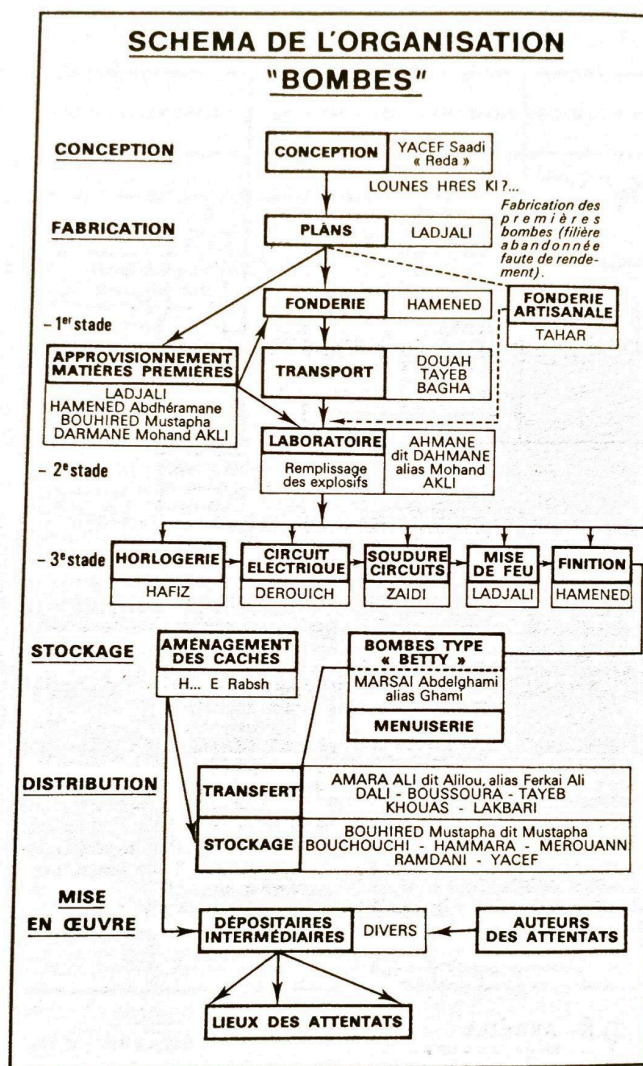 SCHEMA DE L'ORGANISATION
"BOMBES"
CONCEPTION
CONCEPTION
YACEF Saadi
« Reda »
LOUNES HRES KI ?...
FABRICATION
PLÀNS
LADJALI
Fabrication des
premières
bombes (filière
abandonnée
faute de rende-
ment).
FONDERIE
HAMENED
FONDERIE
ARTISANALE
TAHAR
- 1er stade
APPROVISIONNEMENT
MATIÈRES PREMIÈRES
LADJALI
HAMENED Abdhéramane
BOUHIRED Mustapha
DARMANE Mohand AKLI
TRANSPORT
DOUAH
TAYEB
BAGHA
- 2e stade
LABORATOIRE
Remplissage
des explosifs
AHMANE
dit DAHMANE
alias Mohand
AKLI
- 3e stade
HORLOGERIE
HAFIZ
CIRCUIT
ELECTRIQUE
DEROUICH
SOUDURE
CIRCUITS
ZAIDI
MISE
DE FEU
LADJALI
FINITION
HAMENED
STOCKAGE
AMÉNAGEMENT
DES CACHES
H... E Rabsh
BOMBES TYPE
« BETTY »
MARSAI Abdelghami
alias Ghami
MENUISERIE
DISTRIBUTION
TRANSFERT
AMARA ALI dit Alilou, alias Ferkai Ali
DALI - BOUSSOURA - TAYEB
KHOUAS - LAKBARI
STOCKAGE
BOUHIRED Mustapha dit Mustapha
BOUCHOUCHI - HAMMARA - MEROUANN
RAMDANI - YACEF
MISE
EN ŒUVRE
DÉPOSITAIRES
INTERMÉDIAIRES
DIVERS
AUTEURS
DES ATTENTATS
LIEUX DES ATTENTATS